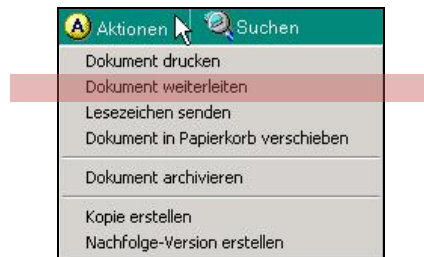 A Aktionen Suchen
Dokument drucken
Dokument weiterleiten
Lesezeichen senden
Dokument in Papierkorb verschieben
Dokument archivieren
Kopie erstellen
Nachfolge-Version erstellen